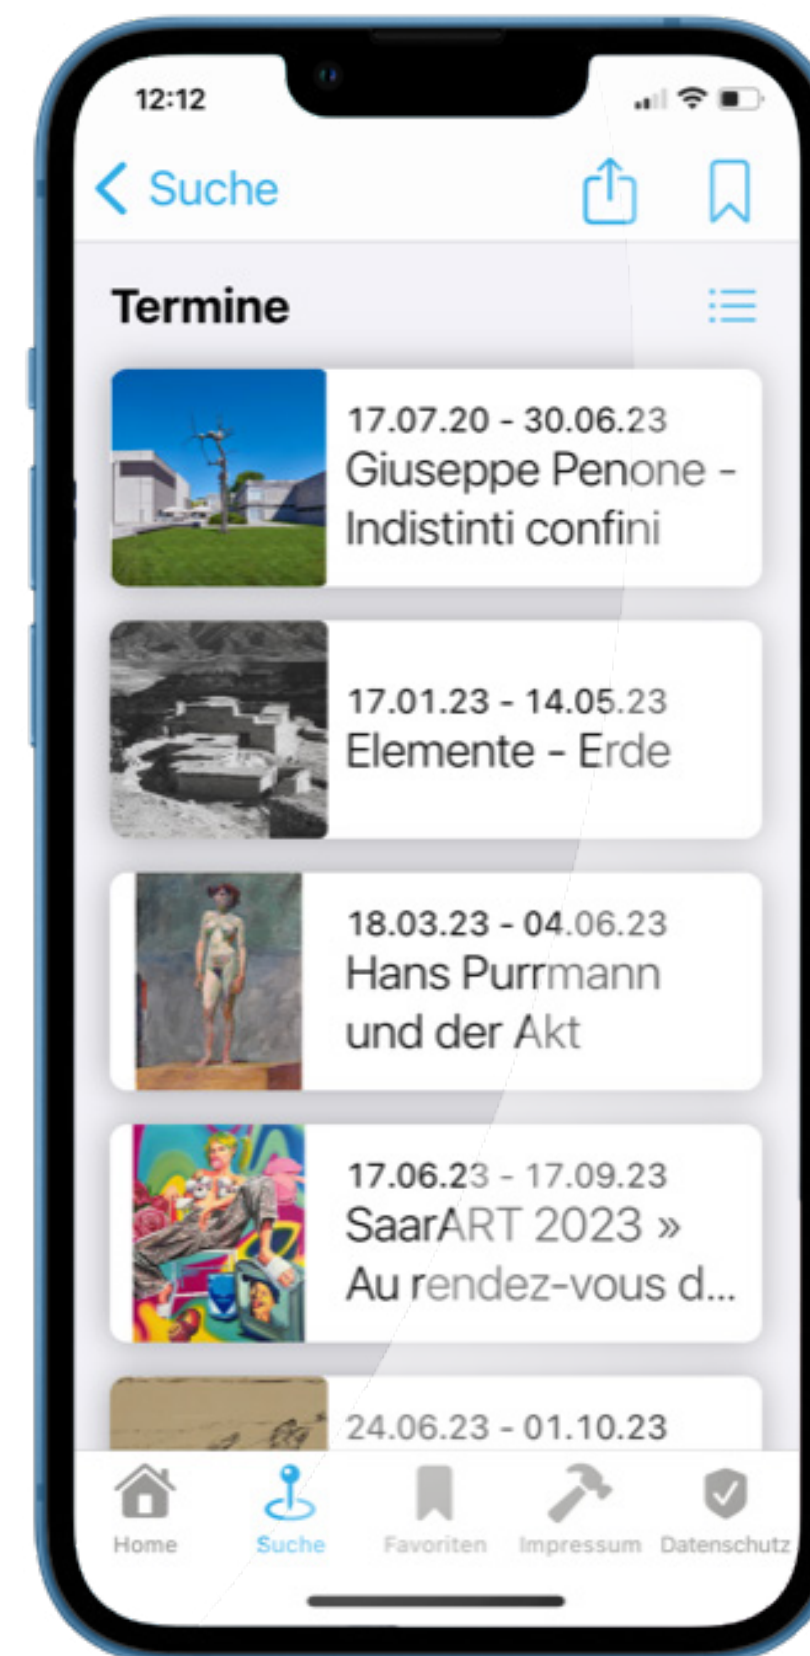 12:12
Suche
Termine
17.07.20 - 30.06.23
Giuseppe Penone -
Indistinti confini
17.01.23 - 14.05.23
Elemente - Erde
18.03.23 - 04.06.23
Hans Purrmann
und der Akt
17.06.23 - 17.09.23
SaarART 2023 »
Au rendez-vous d...
24.06.23 - 01.10.23
Home Suche Favoriten Impressum Datenschutz